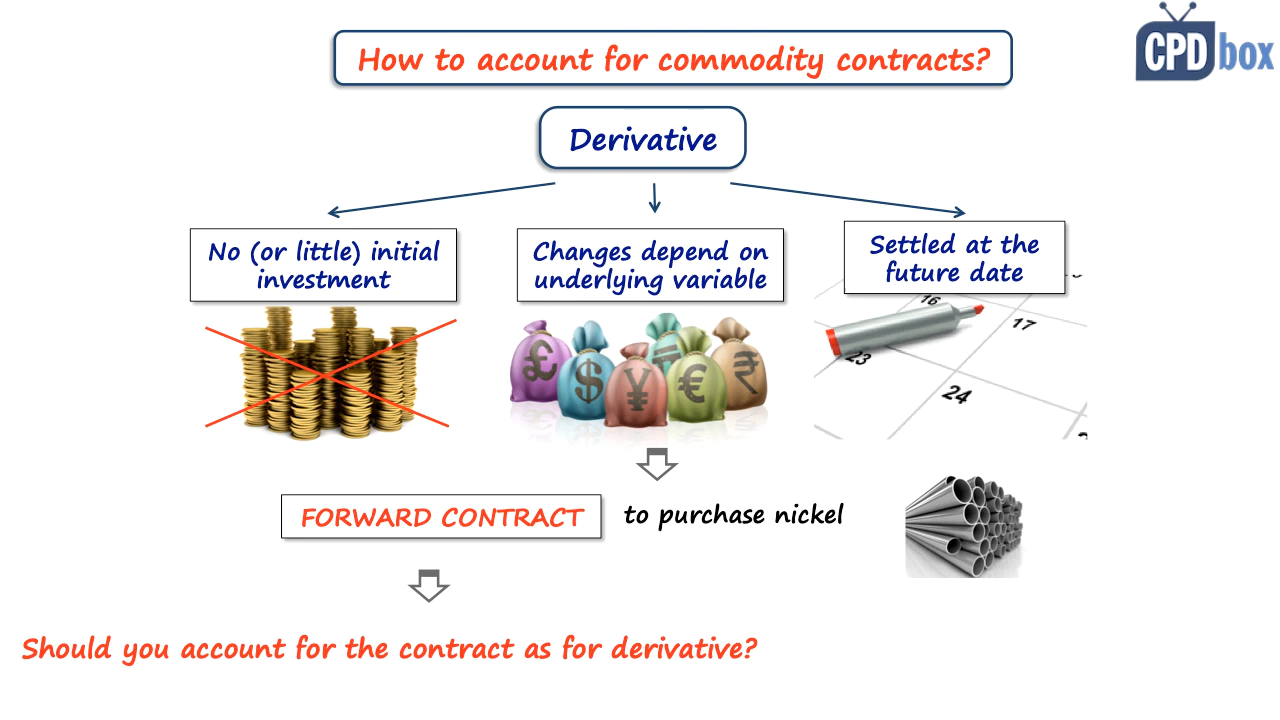 CPD box
How to account for commodity contracts?
Derivative
No (or little) initial
investment
Changes depend on
underlying variable
Settled at the
future date
16
17
23
24
£
$
¥
€
₹
FORWARD CONTRACT
to purchase nickel
Should you account for the contract as for derivative?